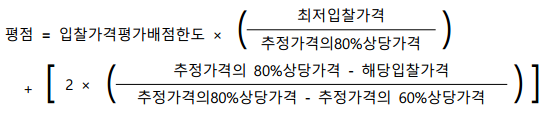 평점 = 입찰가격평가배점한도 × ( 최저입찰가격 / 추정가격의80%상당가격 )
+ [ 2 × ( 추정가격의 80%상당가격 - 해당입찰가격 / 추정가격의80%상당가격 - 추정가격의 60%상당가격 ) ]